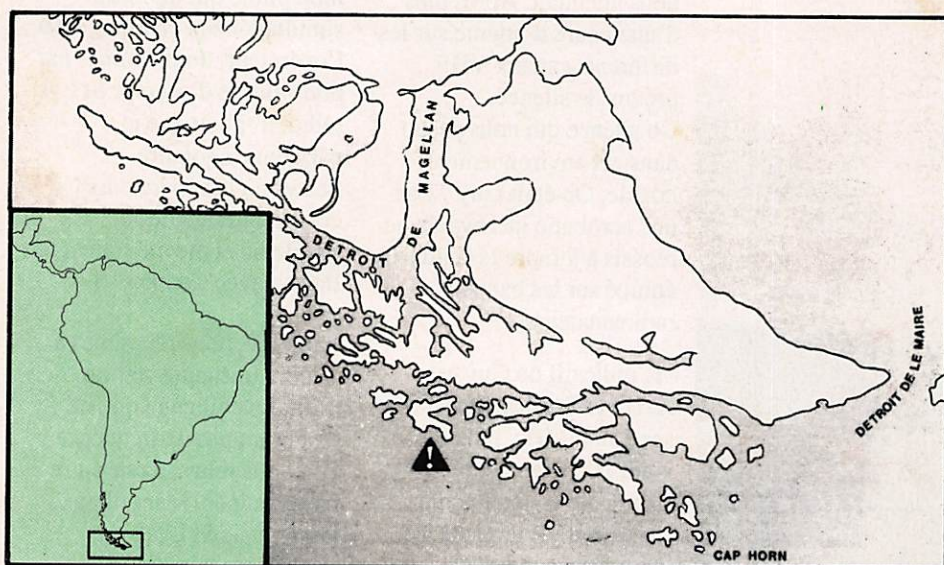 DETROIT DE MAGELLAN
DETROIT DE LE MAIRE
!
CAP HORN